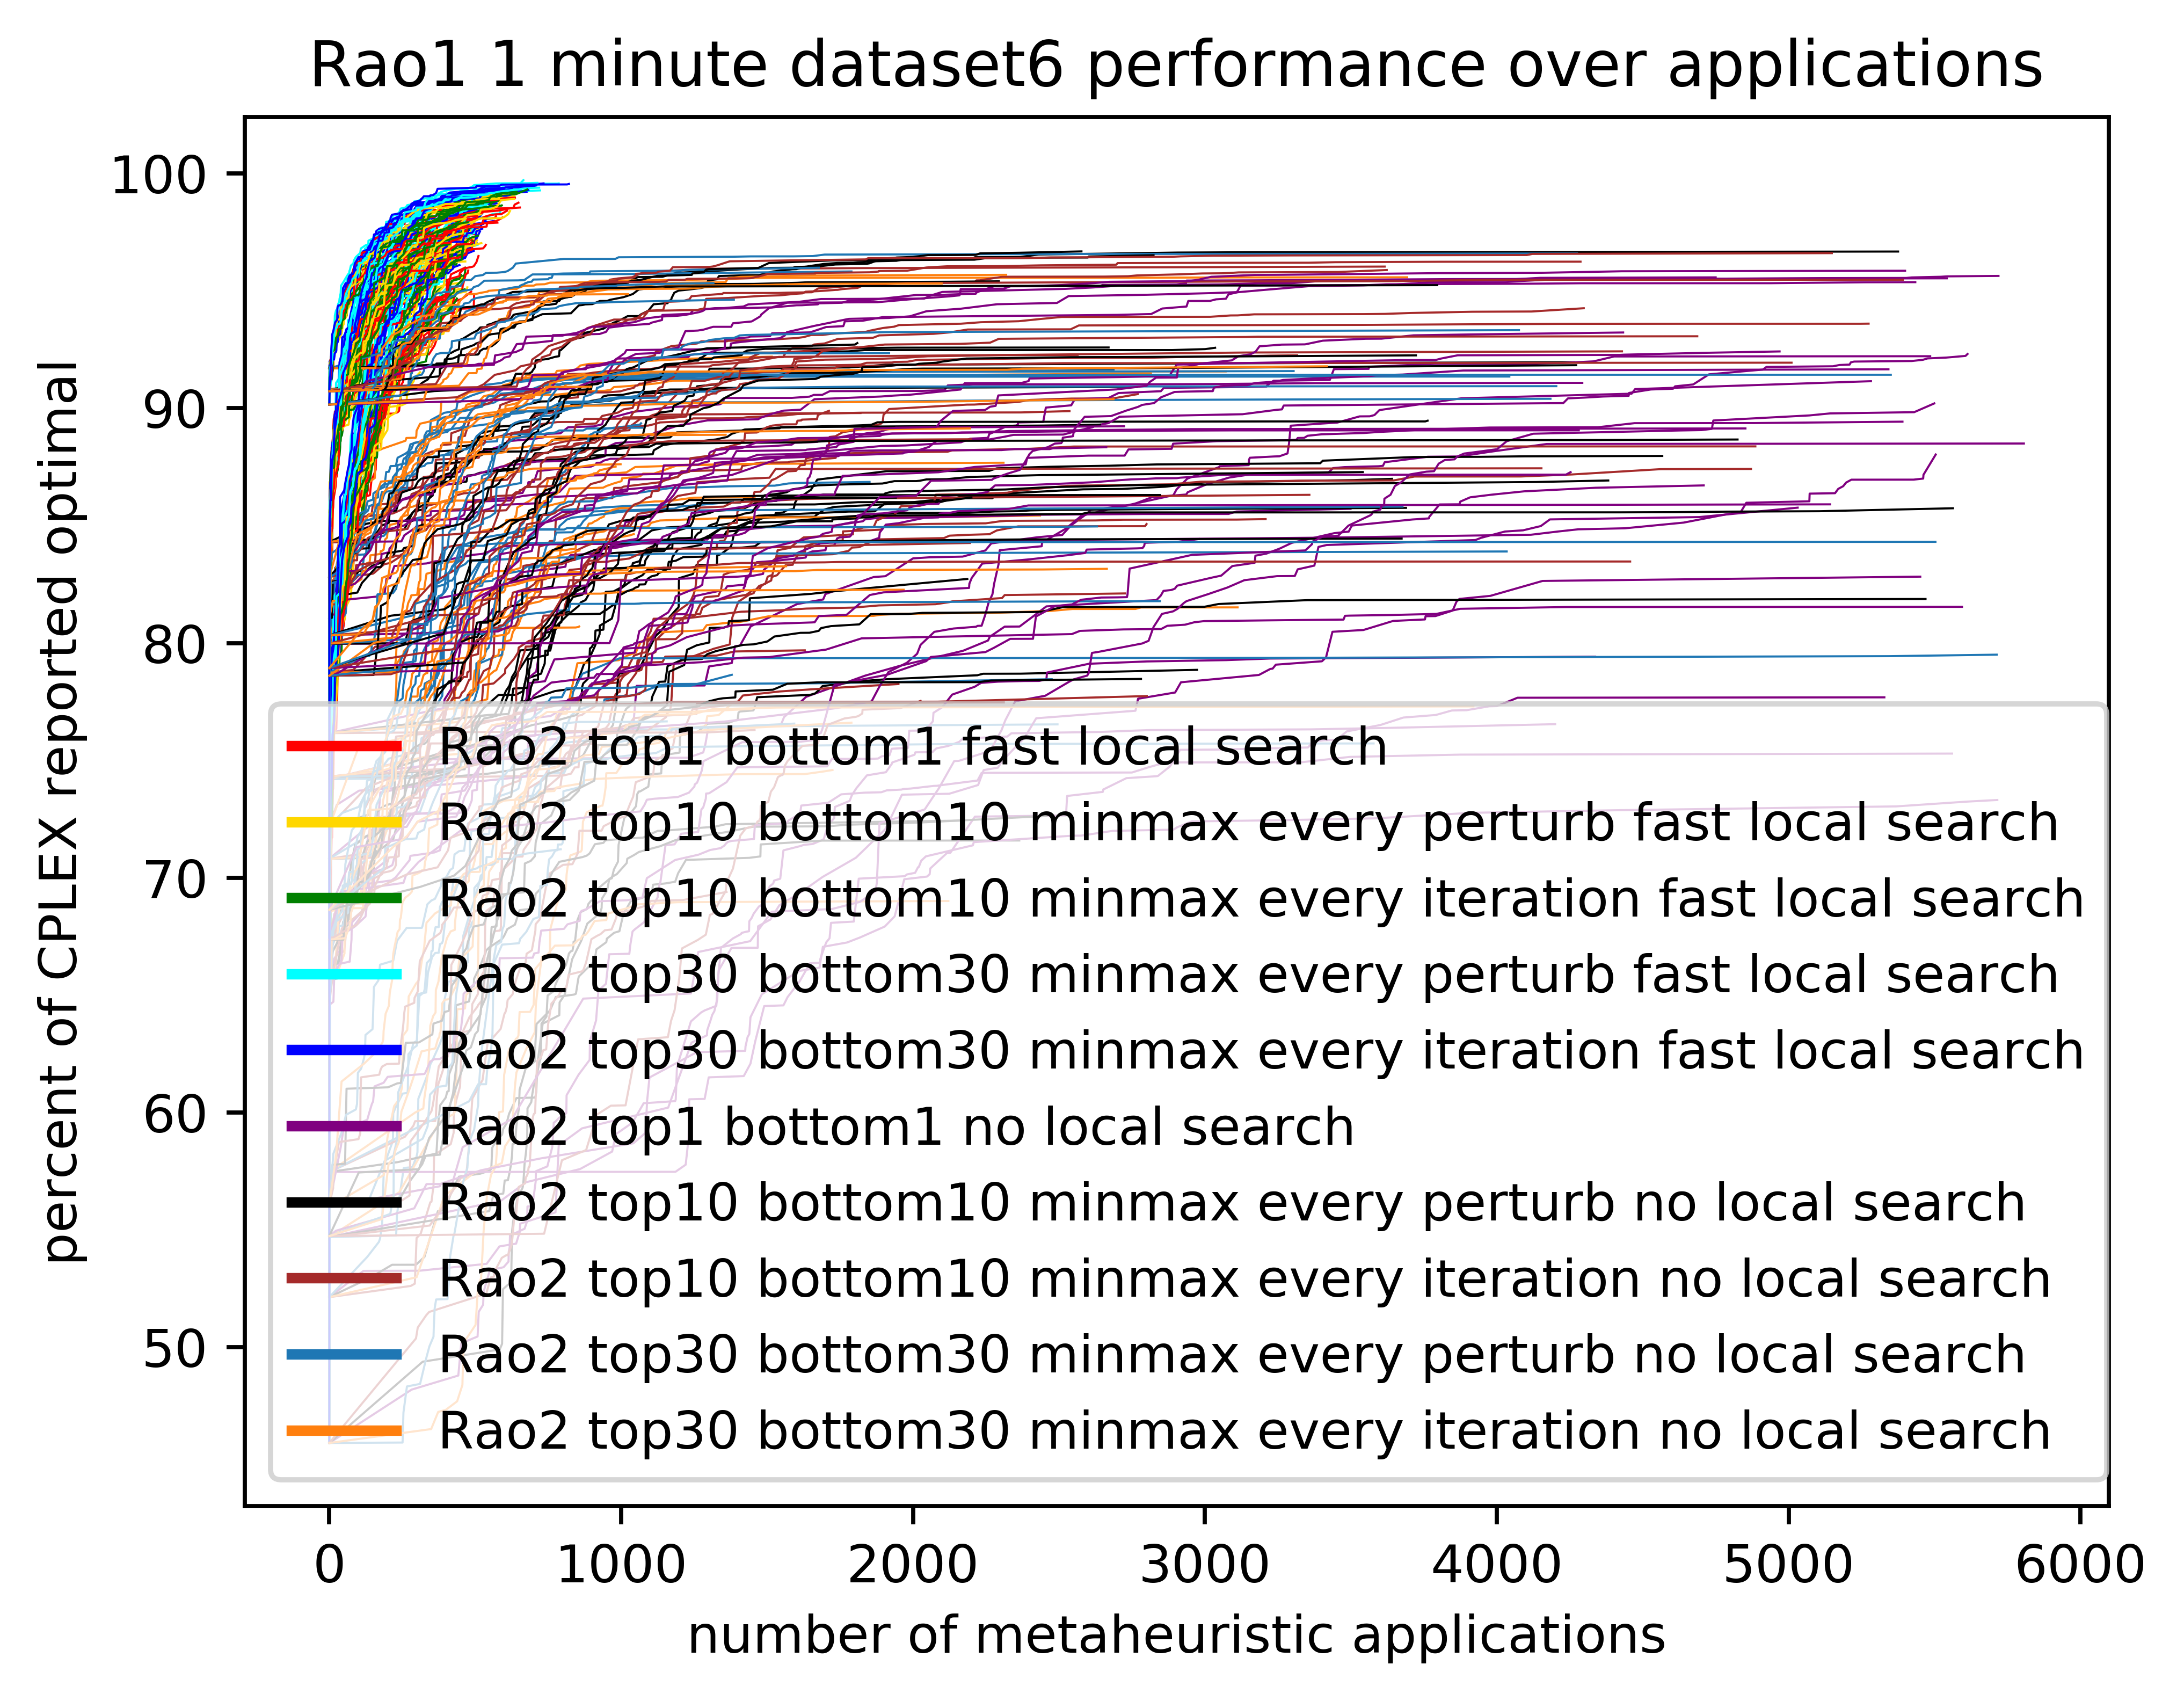 Rao1 1 minute dataset6 performance over applications
percent of CPLEX reported optimal
100
90
80
70
60
50
Rao2 top1 bottom1 fast local search
Rao2 top10 bottom10 minmax every perturb fast local search
Rao2 top10 bottom10 minmax every iteration fast local search
Rao2 top30 bottom30 minmax every perturb fast local search
Rao2 top30 bottom30 minmax every iteration fast local search
Rao2 top1 bottom1 no local search
Rao2 top10 bottom10 minmax every perturb no local search
Rao2 top10 bottom10 minmax every iteration no local search
Rao2 top30 bottom30 minmax every perturb no local search
Rao2 top30 bottom30 minmax every iteration no local search
0 1000 2000 3000 4000 5000 6000
number of metaheuristic applications